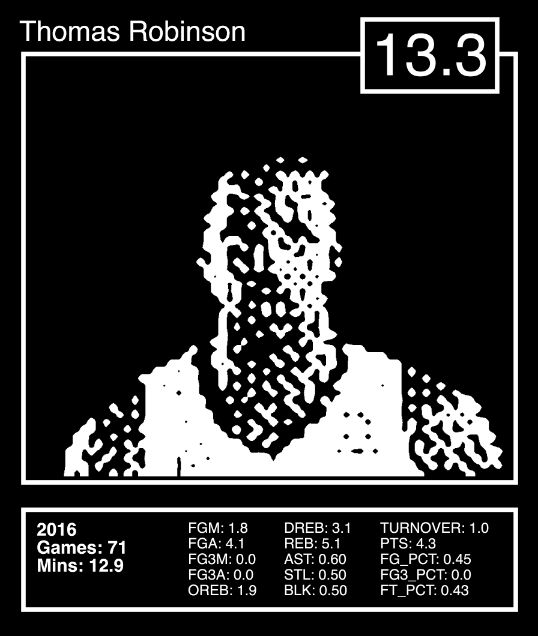 Thomas Robinson
13.3
2016
Games: 71
Mins: 12.9
FGM: 1.8
FGA: 4.1
FG3M: 0.0
FG3A: 0.0
OREB: 1.9
DREB: 3.1
REB: 5.1
AST: 0.60
STL: 0.50
BLK: 0.50
TURNOVER: 1.0
PTS: 4.3
FG_PCT: 0.45
FG3_PCT: 0.0
FT_PCT: 0.43